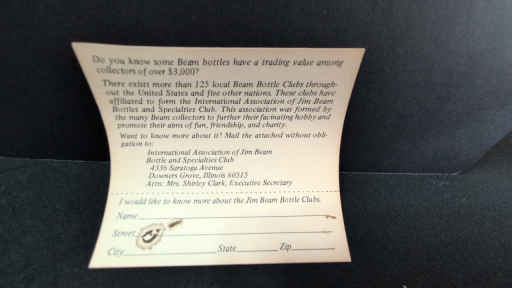 Do you know some Beam bottles have a trading value among
collectors of over $3,000?
There exists more than 125 local Beam Bottle Clubs through-
out the United States and five other nations. These clubs have
affiliated to form the International Association of Jim Beam
Bottles and Specialties Club. This association was formed by
the many Beam collectors to further their facinating hobby and
promote their aims of fun, friendship, and charity.
Want to know more about it? Mail the attached without obli-
gation to:
International Association of Jim Beam
Bottle and Specialties Club
4336 Saratoga Avenue
Downers Grove, Illinois 60515
Attn: Mrs. Shirley Clark, Executive Secretary
I would like to know more about the Jim Beam Bottle Clubs.
Name
Street
City State Zip